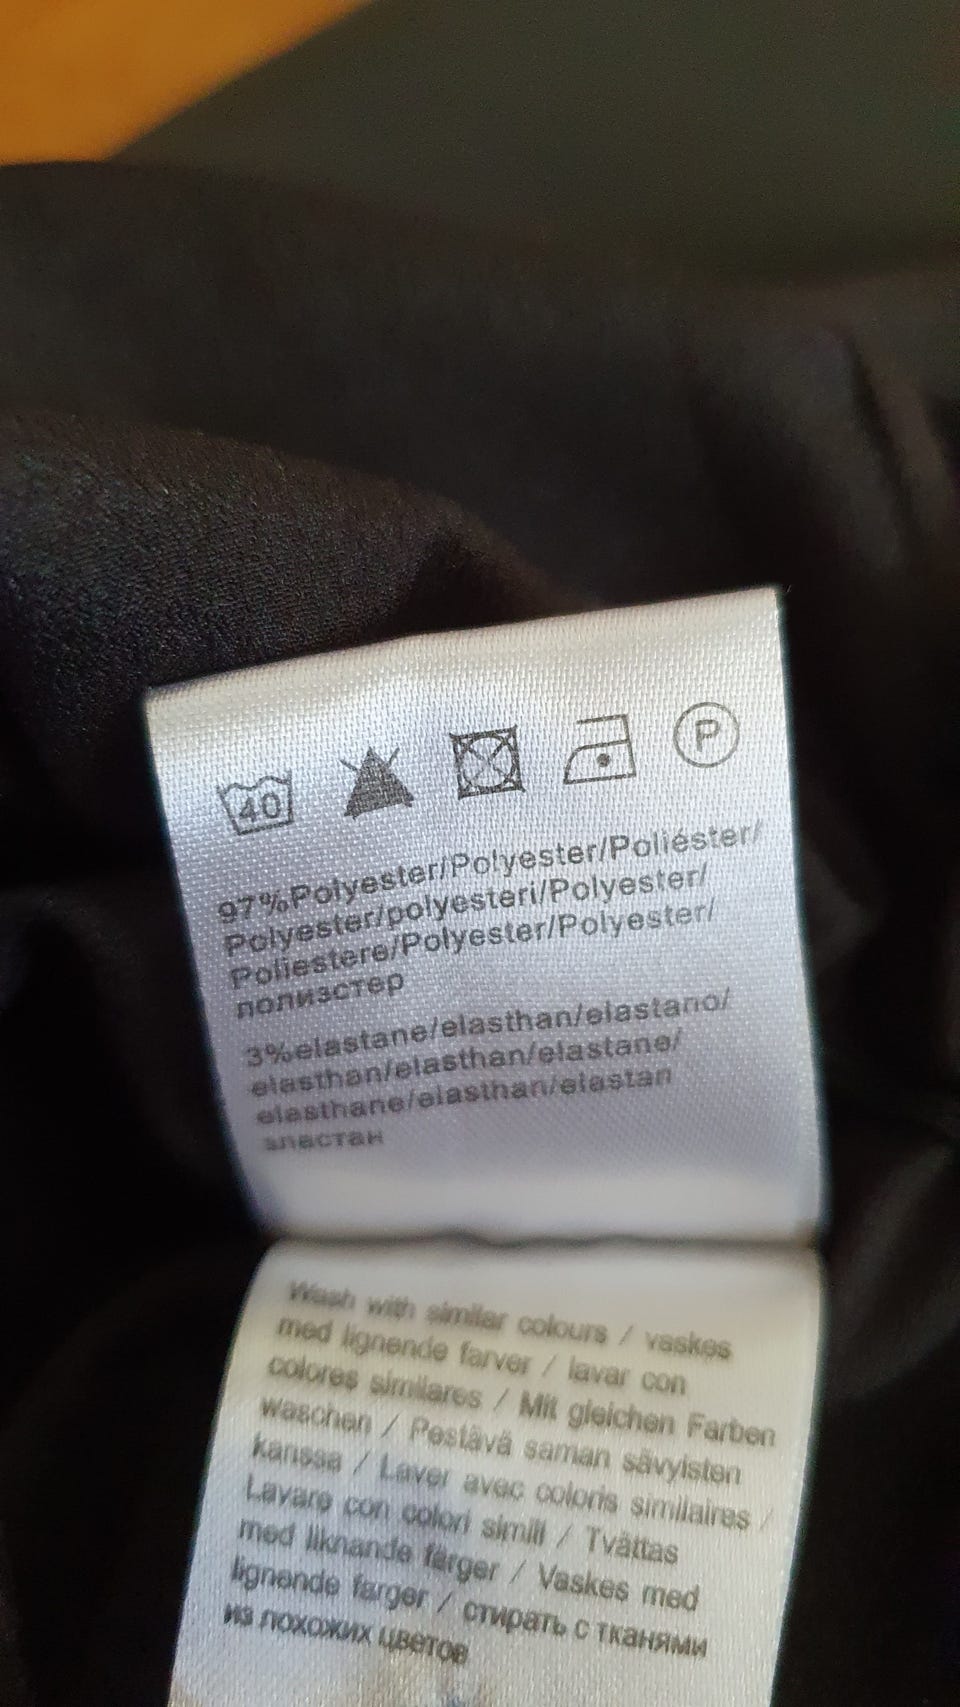 40
P
97%Polyester/Polyester/Poliéster/
Polyester/polyesteri/Polyester/
Poliestere/Polyester/Polyester/
полиэстер
3%elastane/elasthan/elastano/
elasthan/elasthan/elastane/
elasthane/elasthan/elastan
эластан
Wash with similar colours / vaskes
med lignende farver / lavar con
colores similares / Mit gleichen Farben
waschen / Pestävä saman sävyisten
kanssa / Laver avec coloris similaires /
Lavare con colori simili / Tvättas
med liknande färger / Vaskes med
lignende farger / стирать с тканями
из похожих цветов